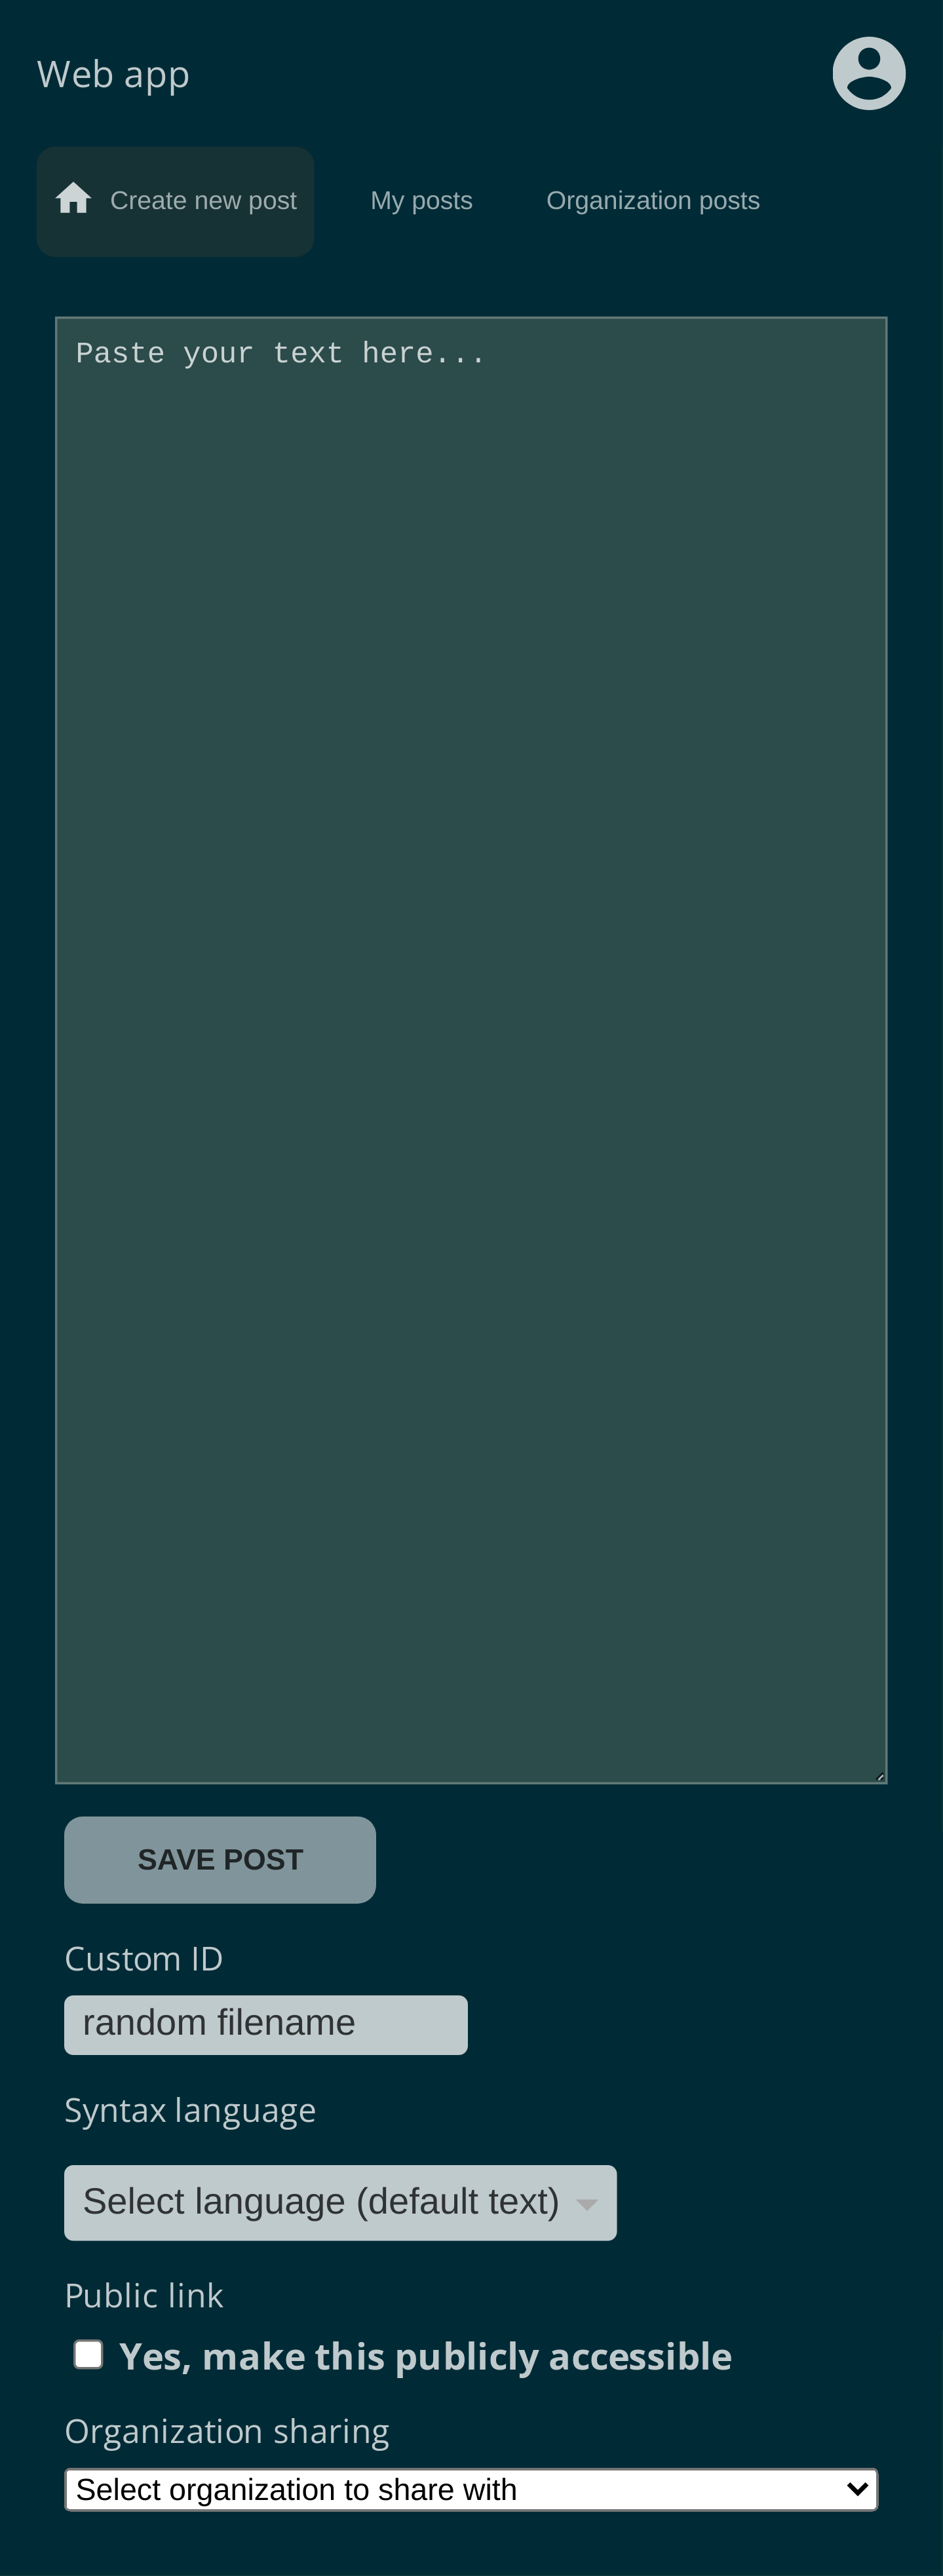 Web app
Create new post My posts Organization posts
Paste your text here...
SAVE POST
Custom ID
random filename
Syntax language
Select language (default text)
Public link
Yes, make this publicly accessible
Organization sharing
Select organization to share with